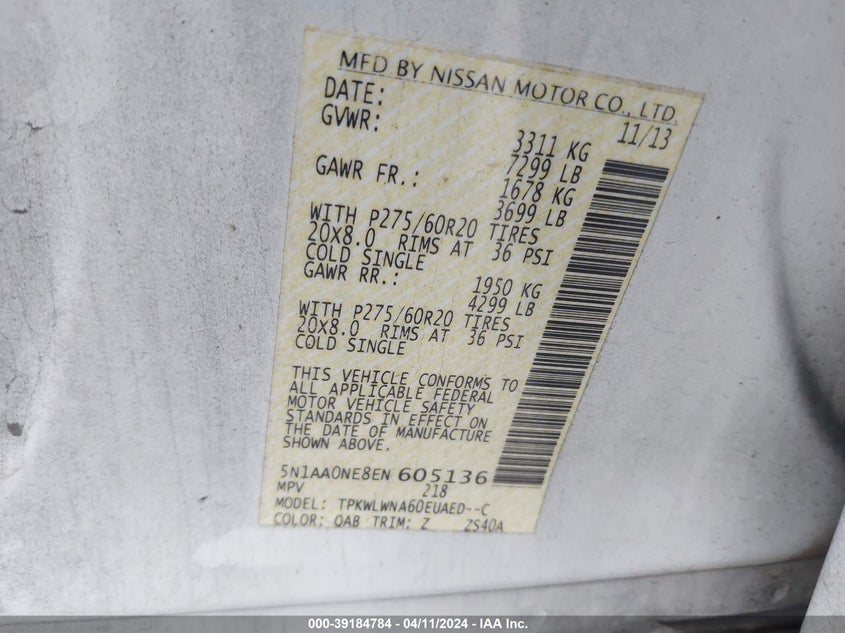 MFD BY NISSAN MOTOR CO., LTD.
DATE: 11/13
GVWR: 3311 KG
7299 LB
GAWR FR.: 1678 KG
3699 LB
WITH P275/60R20 TIRES
20X8.0 RIMS AT 36 PSI
COLD SINGLE
GAWR RR.: 1950 KG
4299 LB
WITH P275/60R20 TIRES
20X8.0 RIMS AT 36 PSI
COLD SINGLE
THIS VEHICLE CONFORMS TO
ALL APPLICABLE FEDERAL
MOTOR VEHICLE SAFETY
STANDARDS IN EFFECT ON
THE DATE OF MANUFACTURE
SHOWN ABOVE.
5N1AA0NE8EN 605136
MPV 218
MODEL: TPKWLWNA60EUAED--C
COLOR: QAB TRIM: Z ZS40A
000-39184784 - 04/11/2024 - IAA Inc.